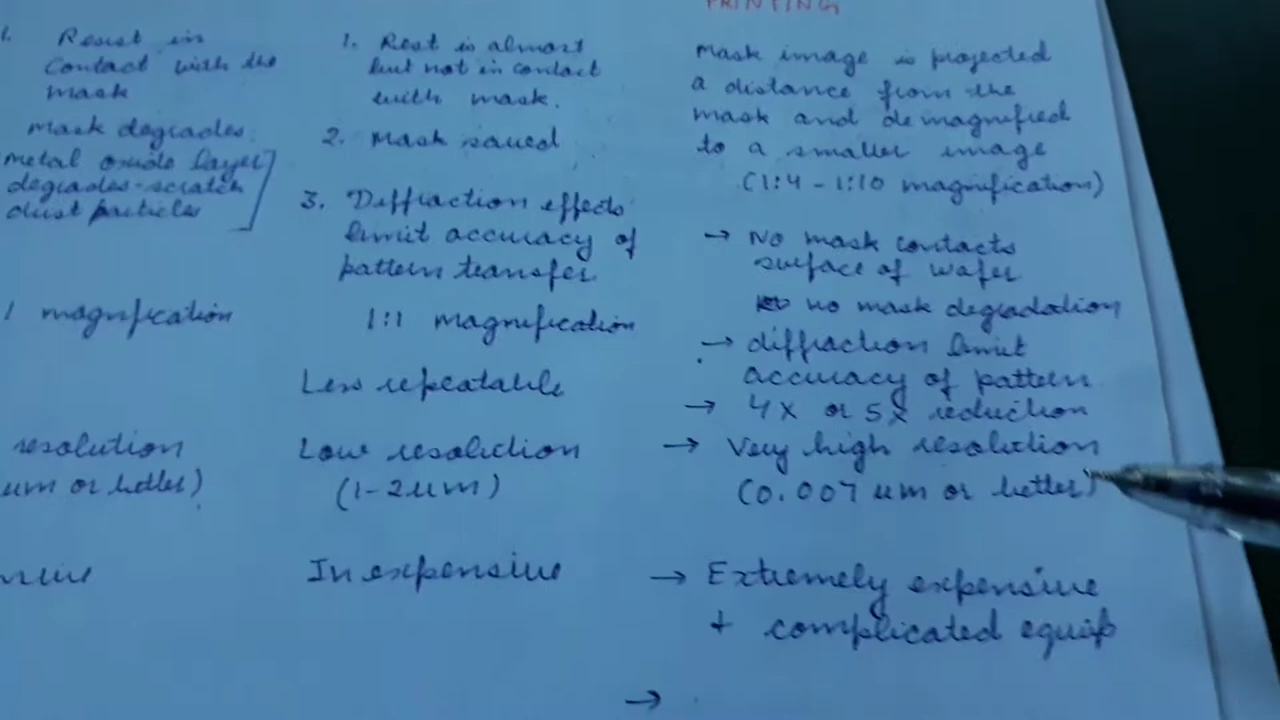 PRINTING
1. Resist in
contact with the
mask
mask degrades
metal oxide layer
degrades-scratch
dust particles
1 magnification
resolution
um or better)
1. Rest is almost
but not in contact
with mask.
2. Mask saved
3. Diffraction effects
limit accuracy of
pattern transfer.
1:1 magnification
Less repeatable
Low resolution
(1-2um)
Inexpensive
Mask image is projected
a distance from the
mask and demagnified
to a smaller image
(1:4 - 1:10 magnification)
→ No mask contacts
surface of wafer
no mask degradation
→ diffraction limit
accuracy of pattern
→ 4X or 5X reduction
→ Very high resolution
(0.007 um or better)
→ Extremely expensive
+ complicated equip
→